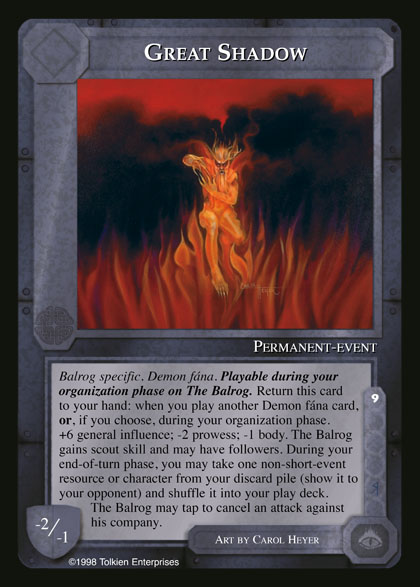 GREAT SHADOW
PERMANENT-EVENT
Balrog specific. Demon fána. Playable during your
organization phase on The Balrog. Return this card
to your hand: when you play another Demon fána card,
or, if you choose, during your organization phase.
+6 general influence; -2 prowess; -1 body. The Balrog
gains scout skill and may have followers. During your
end-of-turn phase, you may take one non-short-event
resource or character from your discard pile (show it to
your opponent) and shuffle it into your play deck.
The Balrog may tap to cancel an attack against
his company.
9
-2/-1
ART BY CAROL HEYER
©1998 Tolkien Enterprises